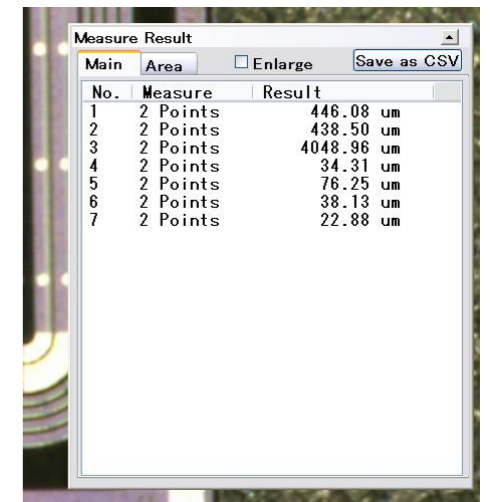 Measure Result
Main Area Enlarge Save as CSV
No. Measure Result
1 2 Points 446.08 um
2 2 Points 438.50 um
3 2 Points 4048.96 um
4 2 Points 34.31 um
5 2 Points 76.25 um
6 2 Points 38.13 um
7 2 Points 22.88 um